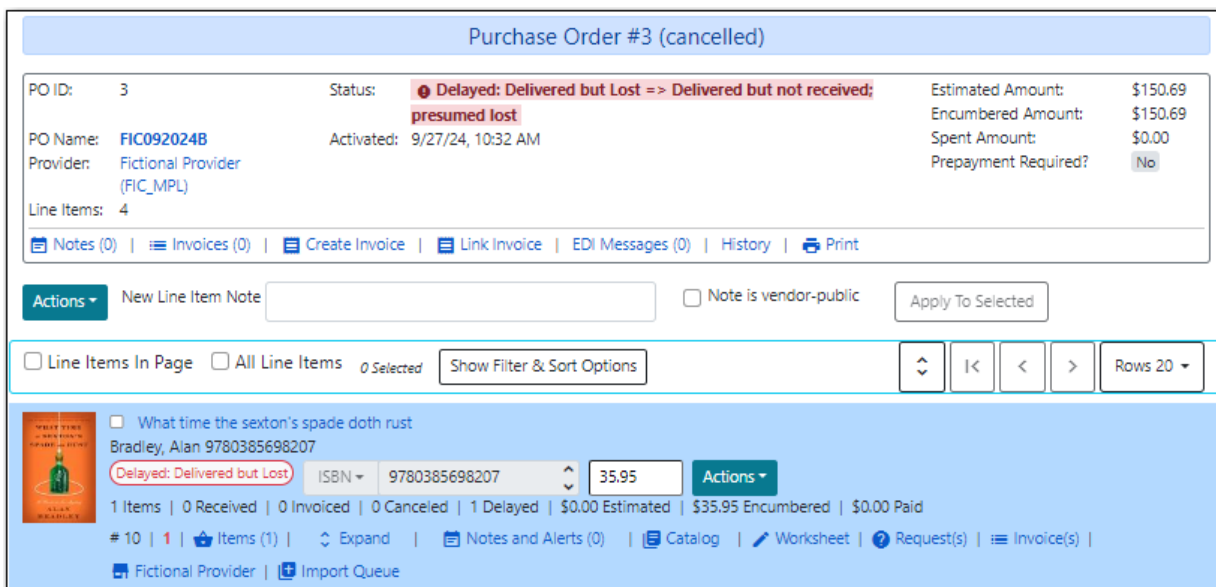 Purchase Order #3 (cancelled)
PO ID: 3 Status: Delayed: Delivered but Lost => Delivered but not received; Estimated Amount: $150.69
presumed lost Encumbered Amount: $150.69
PO Name: FIC092024B Activated: 9/27/24, 10:32 AM Spent Amount: $0.00
Provider: Fictional Provider Prepayment Required? No
(FIC_MPL)
Line Items: 4
Notes (0) | Invoices (0) | Create Invoice | Link Invoice | EDI Messages (0) | History | Print
Actions New Line Item Note Note is vendor-public Apply To Selected
Line Items In Page All Line Items 0 Selected Show Filter & Sort Options Rows 20
WHAT TIME
SPADE
RUST
ALAN
BRADLEY
What time the sexton's spade doth rust
Bradley, Alan 9780385698207
Delayed: Delivered but Lost ISBN 9780385698207 35.95 Actions
1 Items | 0 Received | 0 Invoiced | 0 Canceled | 1 Delayed | $0.00 Estimated | $35.95 Encumbered | $0.00 Paid
# 10 | 1 | Items (1) | Expand | Notes and Alerts (0) | Catalog | Worksheet | Request(s) | Invoice(s) |
Fictional Provider | Import Queue